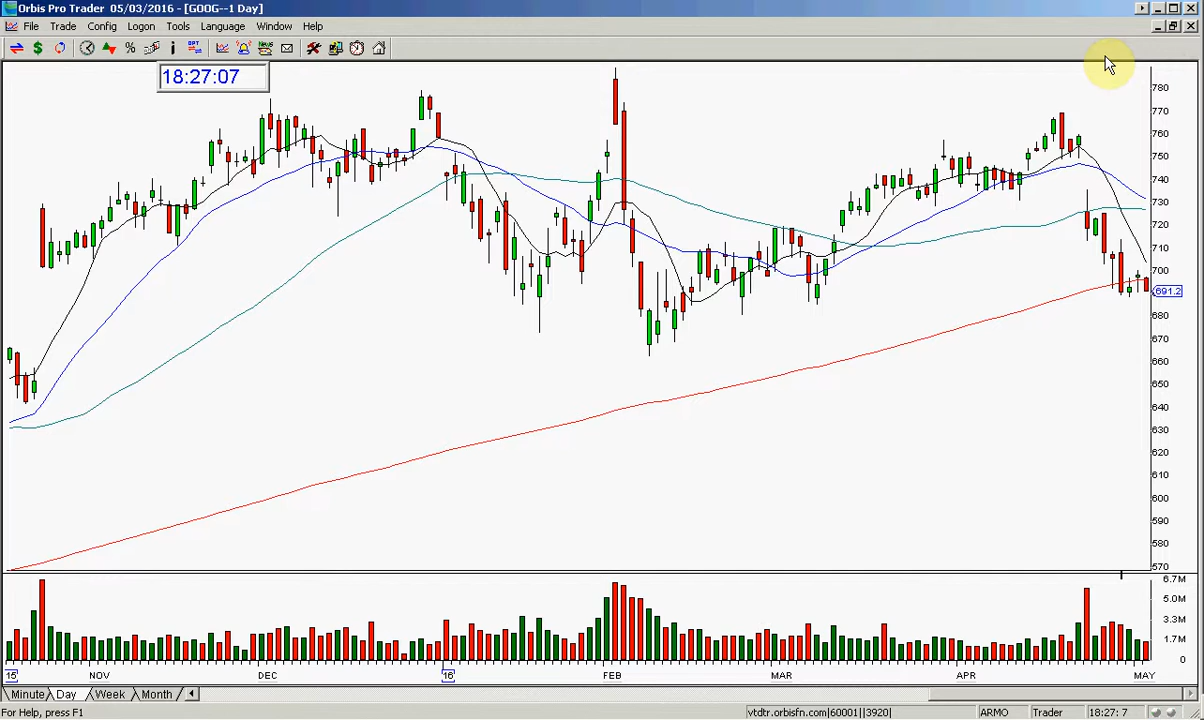 Orbis Pro Trader 05/03/2016 - [GOOG--1 Day]
File Trade Config Logon Tools Language Window Help
18:27:07
780
770
760
750
740
730
720
710
700
691.2
680
670
660
650
640
630
620
610
600
590
580
570
6.7M
5.0M
3.3M
1.7M
0
15 NOV DEC 16 FEB MAR APR MAY
Minute Day Week Month
For Help, press F1 vtdtr.orbisfn.com|60001||3920| ARMO Trader 18:27: 7